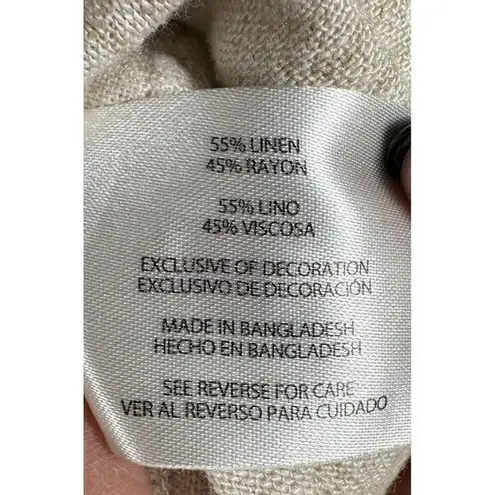 55% LINEN
45% RAYON
55% LINO
45% VISCOSA
EXCLUSIVE OF DECORATION
EXCLUSIVO DE DECORACIÓN
MADE IN BANGLADESH
HECHO EN BANGLADESH
SEE REVERSE FOR CARE
VER AL REVERSO PARA CUIDADO